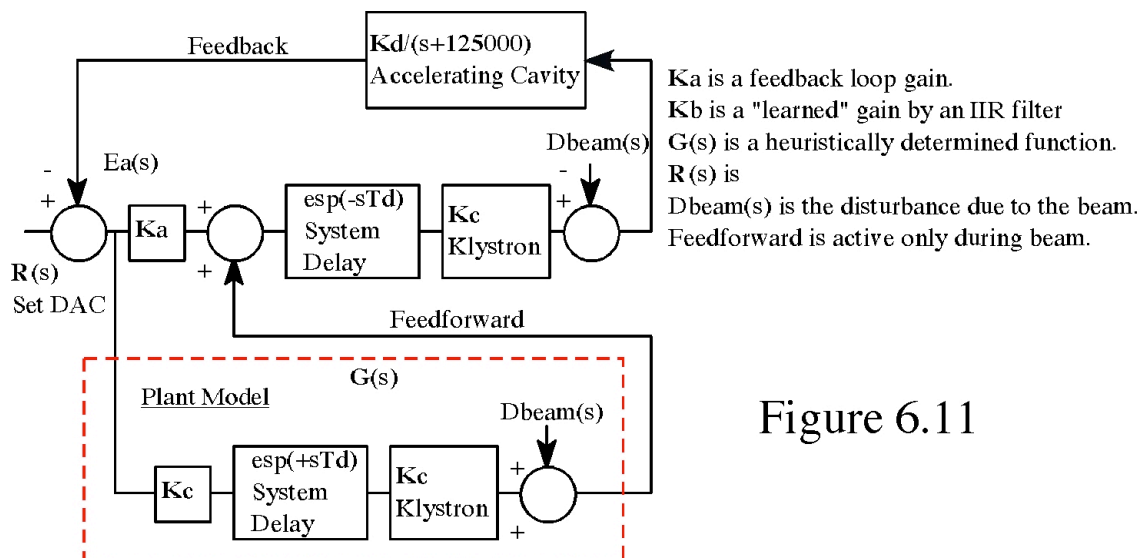 Feedback
Kd/(s+125000)
Accelerating Cavity
Ka is a feedback loop gain.
Kb is a "learned" gain by an IIR filter
G(s) is a heuristically determined function.
R(s) is
Dbeam(s) is the disturbance due to the beam.
Feedforward is active only during beam.
Ea(s)
Dbeam(s)
-
+
Ka
+
+
esp(-sTd)
System
Delay
Kc
Klystron
-
+
R(s)
Set DAC
Feedforward
G(s)
Plant Model
Dbeam(s)
Kc
esp(+sTd)
System
Delay
Kc
Klystron
+
+
Figure 6.11